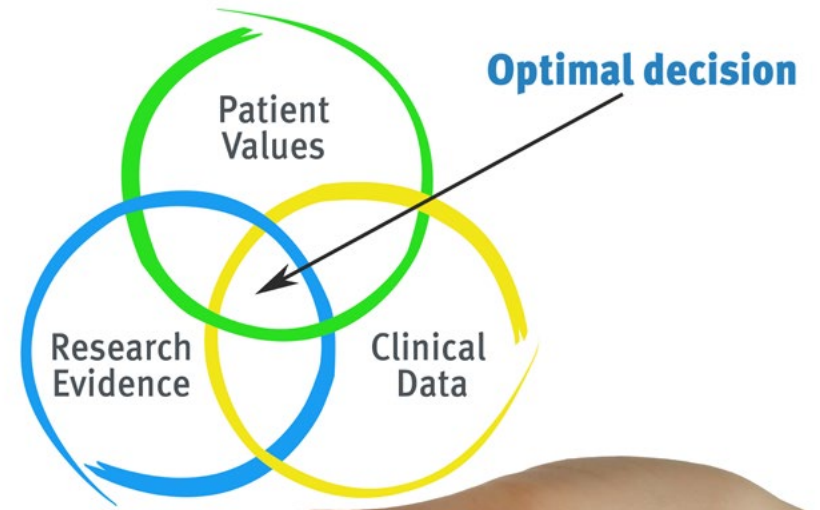 Patient
Values
Optimal decision
Research
Evidence
Clinical
Data